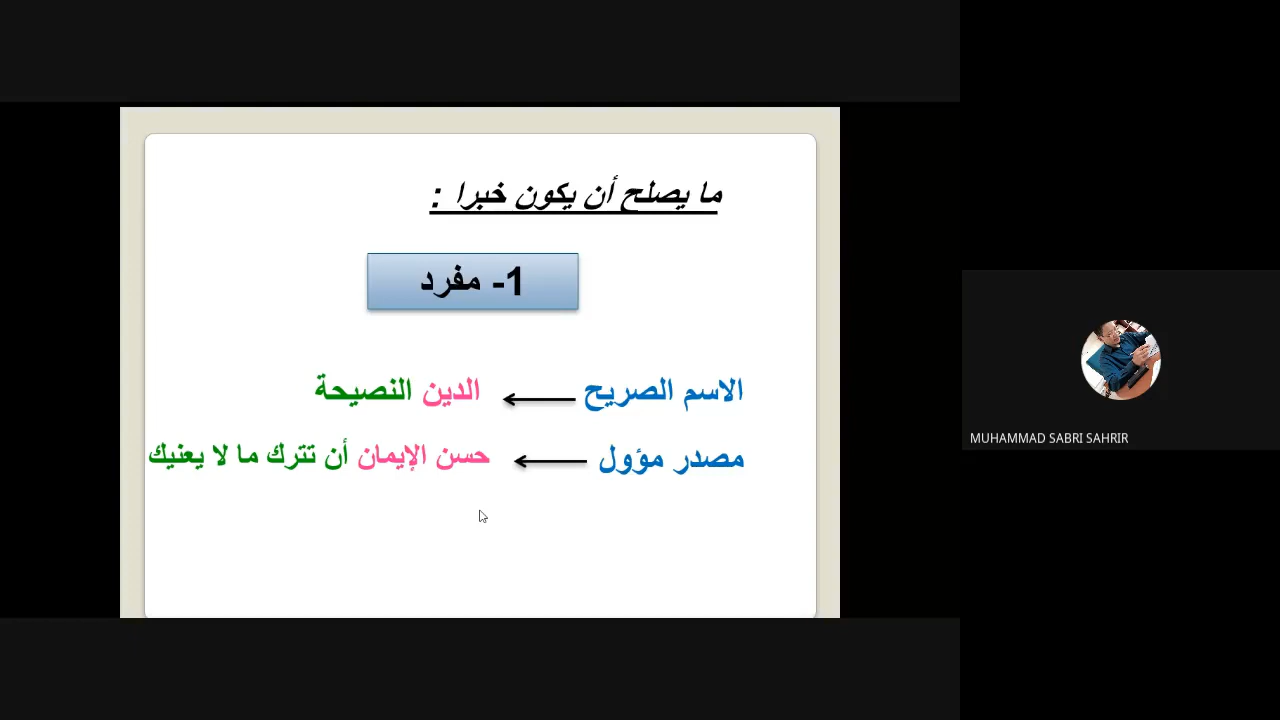 ما يصلح أن يكون خبرا :
1- مفرد
الاسم الصريح الدين النصيحة
مصدر مؤول حسن الإيمان أن تترك ما لا يعنيك
MUHAMMAD SABRI SAHRIR